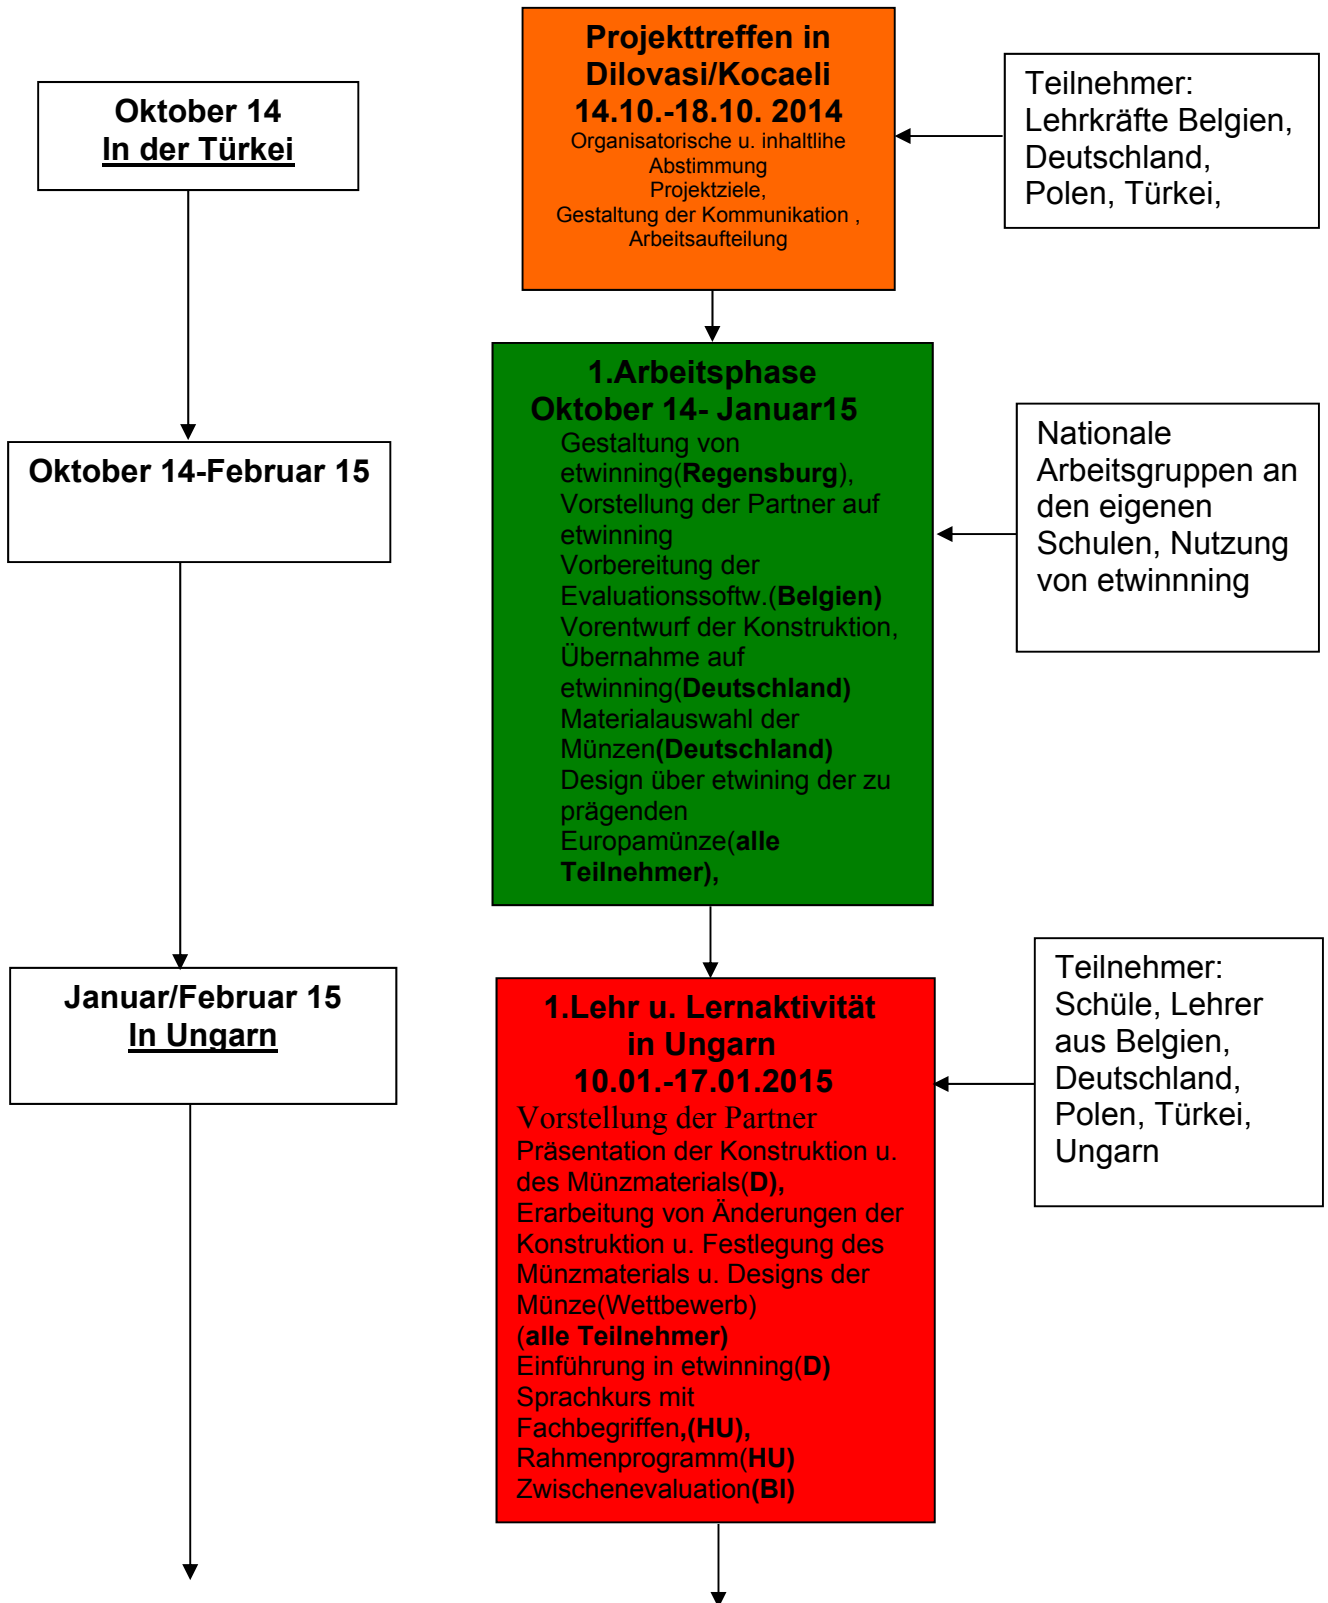 Oktober 14
In der Türkei
Projekttreffen in
Dilovasi/Kocaeli
14.10.-18.10. 2014
Organisatorische u. inhaltlihe
Abstimmung
Projektziele,
Gestaltung der Kommunikation ,
Arbeitsaufteilung
Teilnehmer:
Lehrkräfte Belgien,
Deutschland,
Polen, Türkei,
Oktober 14-Februar 15
1.Arbeitsphase
Oktober 14- Januar15
Gestaltung von
etwinning(Regensburg),
Vorstellung der Partner auf
etwinning
Vorbereitung der
Evaluationssoftw.(Belgien)
Vorentwurf der Konstruktion,
Übernahme auf
etwinning(Deutschland)
Materialauswahl der
Münzen(Deutschland)
Design über etwining der zu
prägenden
Europamünze(alle
Teilnehmer),
Nationale
Arbeitsgruppen an
den eigenen
Schulen, Nutzung
von etwinnning
Januar/Februar 15
In Ungarn
1.Lehr u. Lernaktivität
in Ungarn
10.01.-17.01.2015
Vorstellung der Partner
Präsentation der Konstruktion u.
des Münzmaterials(D),
Erarbeitung von Änderungen der
Konstruktion u. Festlegung des
Münzmaterials u. Designs der
Münze(Wettbewerb)
(alle Teilnehmer)
Einführung in etwinning(D)
Sprachkurs mit
Fachbegriffen,(HU),
Rahmenprogramm(HU)
Zwischenevaluation(Bl)
Teilnehmer:
Schüle, Lehrer
aus Belgien,
Deutschland,
Polen, Türkei,
Ungarn